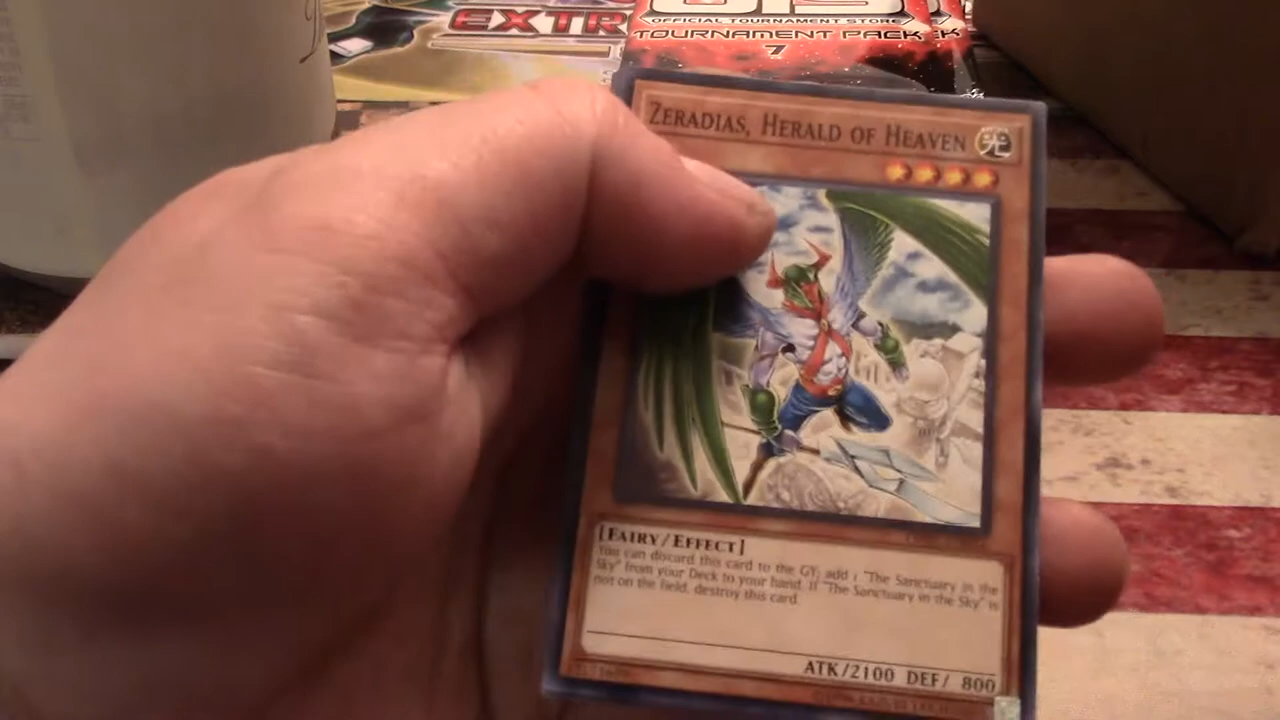 EXTR
OTS
OFFICIAL TOURNAMENT STORE
TOURNAMENT PACK
7
ZERADIAS, HERALD OF HEAVEN
光
[FAIRY/EFFECT]
You can discard this card to the GY; add 1 "The Sanctuary in the
Sky" from your Deck to your hand. If "The Sanctuary in the Sky" is
not on the field, destroy this card.
ATK/2100 DEF/ 800